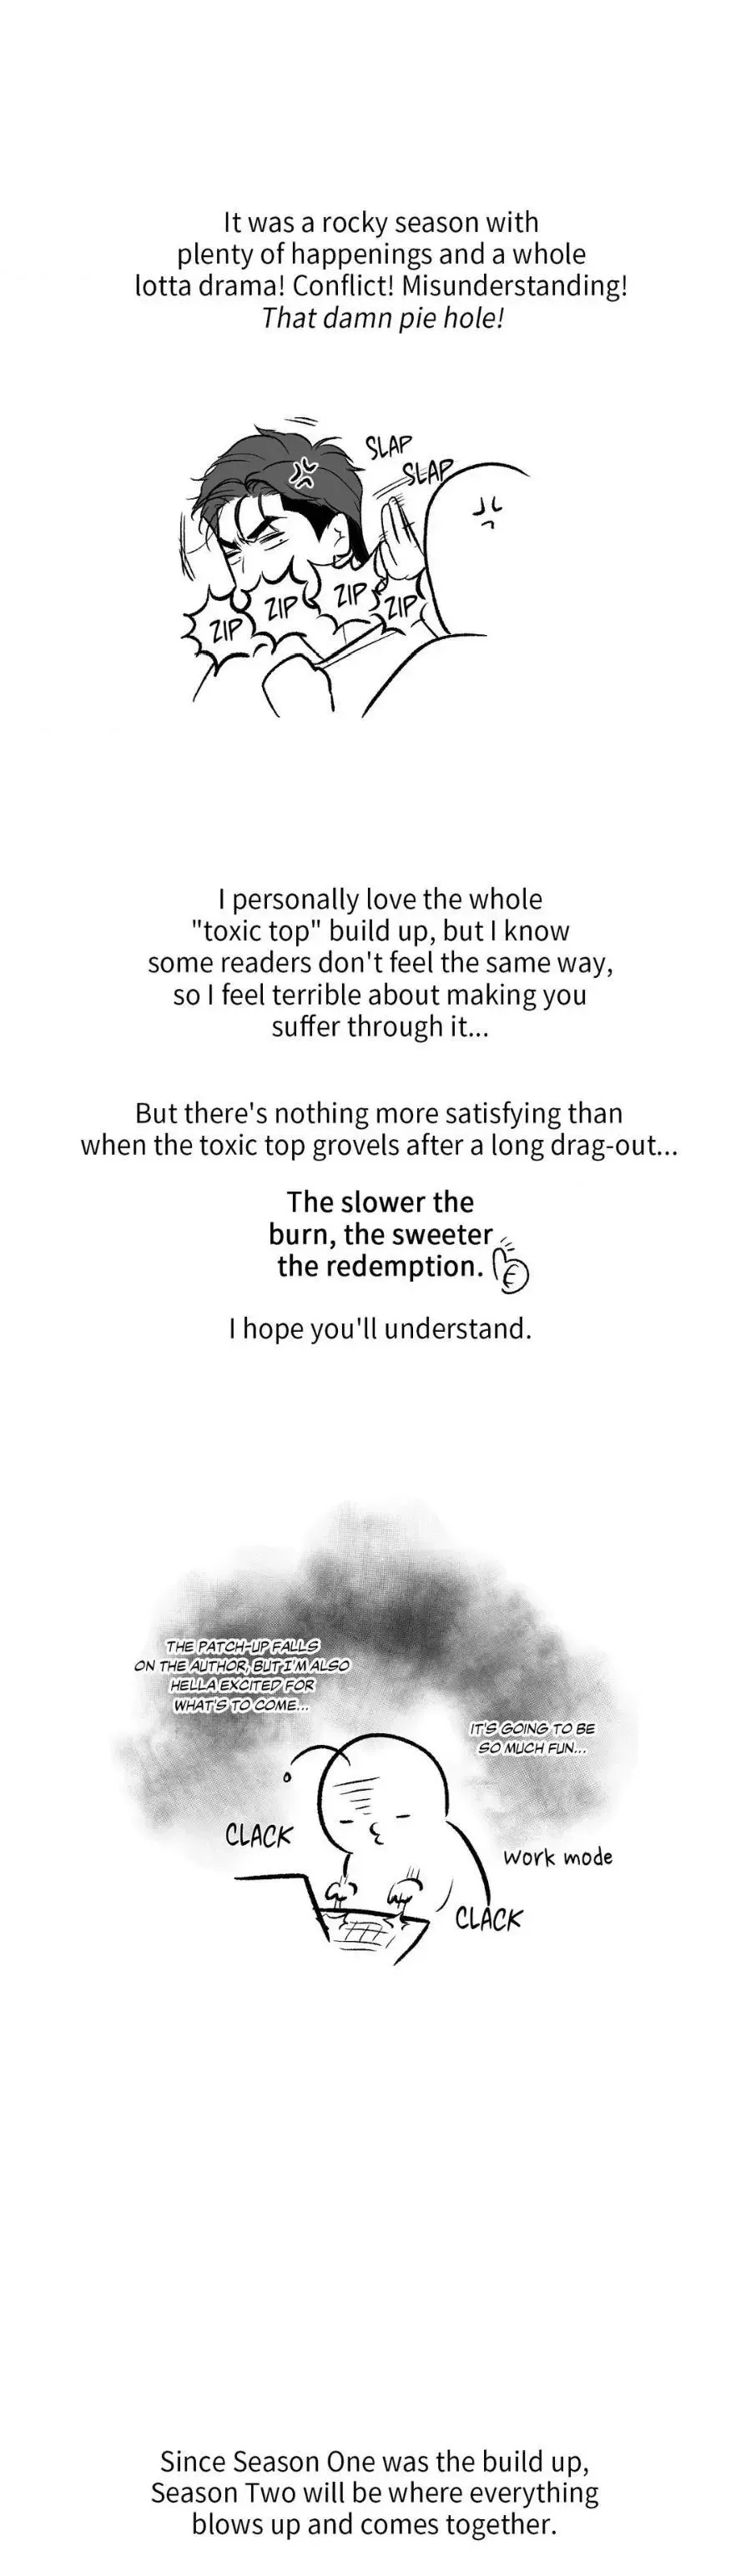 It was a rocky season with
plenty of happenings and a whole
lotta drama! Conflict! Misunderstanding!
That damn pie hole!
SLAP
SLAP
ZIP
ZIP
ZIP
ZIP
I personally love the whole
"toxic top" build up, but I know
some readers don't feel the same way,
so I feel terrible about making you
suffer through it...
But there's nothing more satisfying than
when the toxic top grovels after a long drag-out...
The slower the
burn, the sweeter
the redemption.
I hope you'll understand.
THE PATCH-UP FALLS
ON THE AUTHOR, BUT I'M ALSO
HELLA EXCITED FOR
WHAT'S TO COME...
IT'S GOING TO BE
SO MUCH FUN...
CLACK
work mode
CLACK
Since Season One was the build up,
Season Two will be where everything
blows up and comes together.